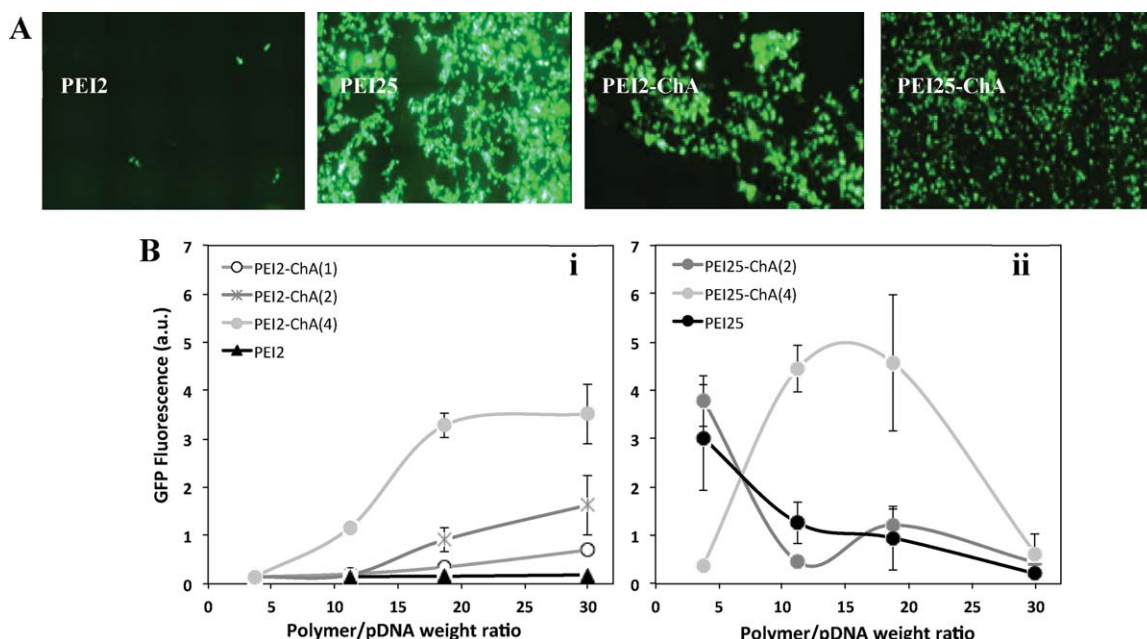 A
PEI2
PEI25
PEI2-ChA
PEI25-ChA
B
i
7
6
5
4
3
2
1
0
GFP Fluorescence (a.u.)
PEI2-ChA(1)
PEI2-ChA(2)
PEI2-ChA(4)
PEI2
0 5 10 15 20 25 30
Polymer/pDNA weight ratio
ii
7
6
5
4
3
2
1
0
PEI25-ChA(2)
PEI25-ChA(4)
PEI25
0 5 10 15 20 25 30
Polymer/pDNA weight ratio